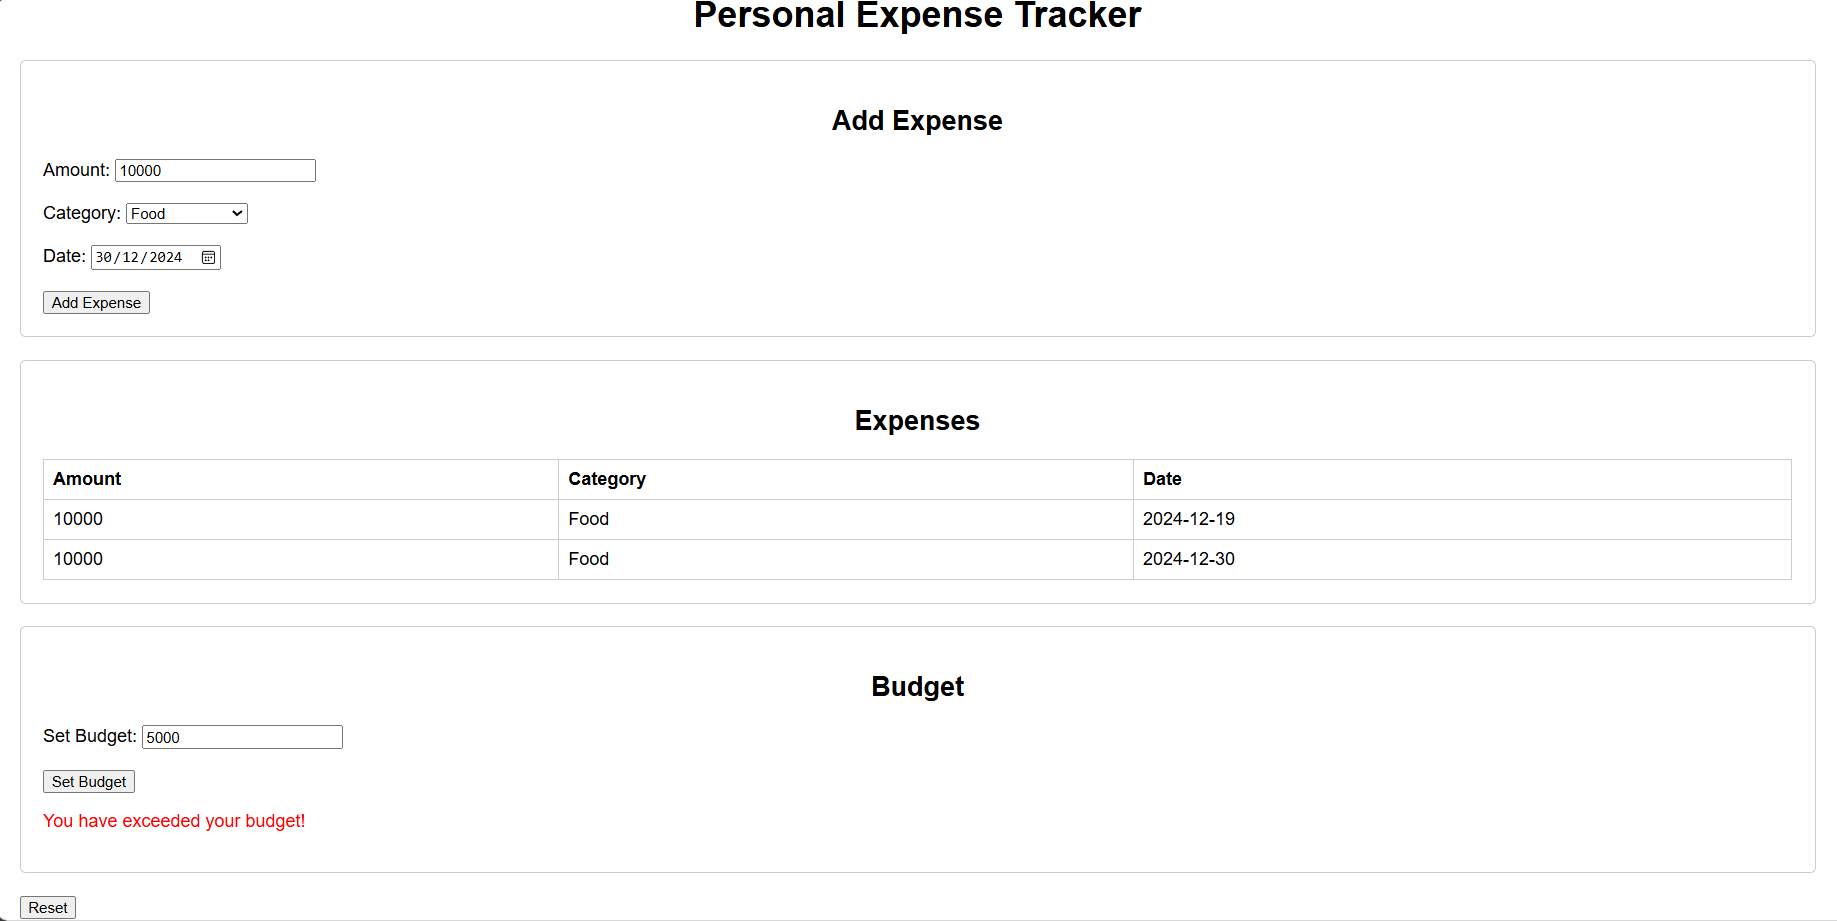 Personal Expense Tracker
Add Expense
Amount: 10000
Category: Food
Date: 30/12/2024
Add Expense
Expenses
Amount Category Date
10000 Food 2024-12-19
10000 Food 2024-12-30
Budget
Set Budget: 5000
Set Budget
You have exceeded your budget!
Reset